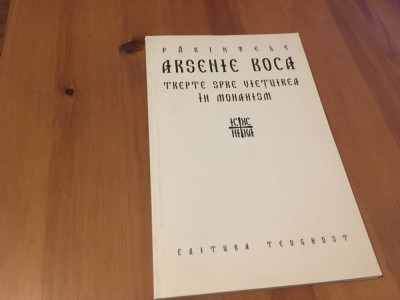 PĂRINTELE
ARSENIE BOCA
TREPTE SPRE VIEȚUIREA
ÎN MONAHISM
IC XC
NI KA
EDITURA TEOGNOST